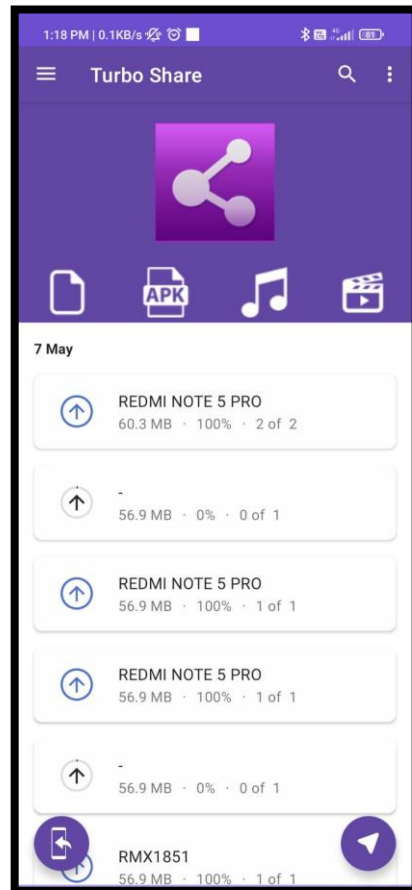 1:18 PM | 0.1KB/s
4G
81
Turbo Share
APK
7 May
REDMI NOTE 5 PRO
60.3 MB · 100% · 2 of 2
-
56.9 MB · 0% · 0 of 1
REDMI NOTE 5 PRO
56.9 MB · 100% · 1 of 1
REDMI NOTE 5 PRO
56.9 MB · 100% · 1 of 1
-
56.9 MB · 0% · 0 of 1
RMX1851
56.9 MB · 100% · 1 of 1